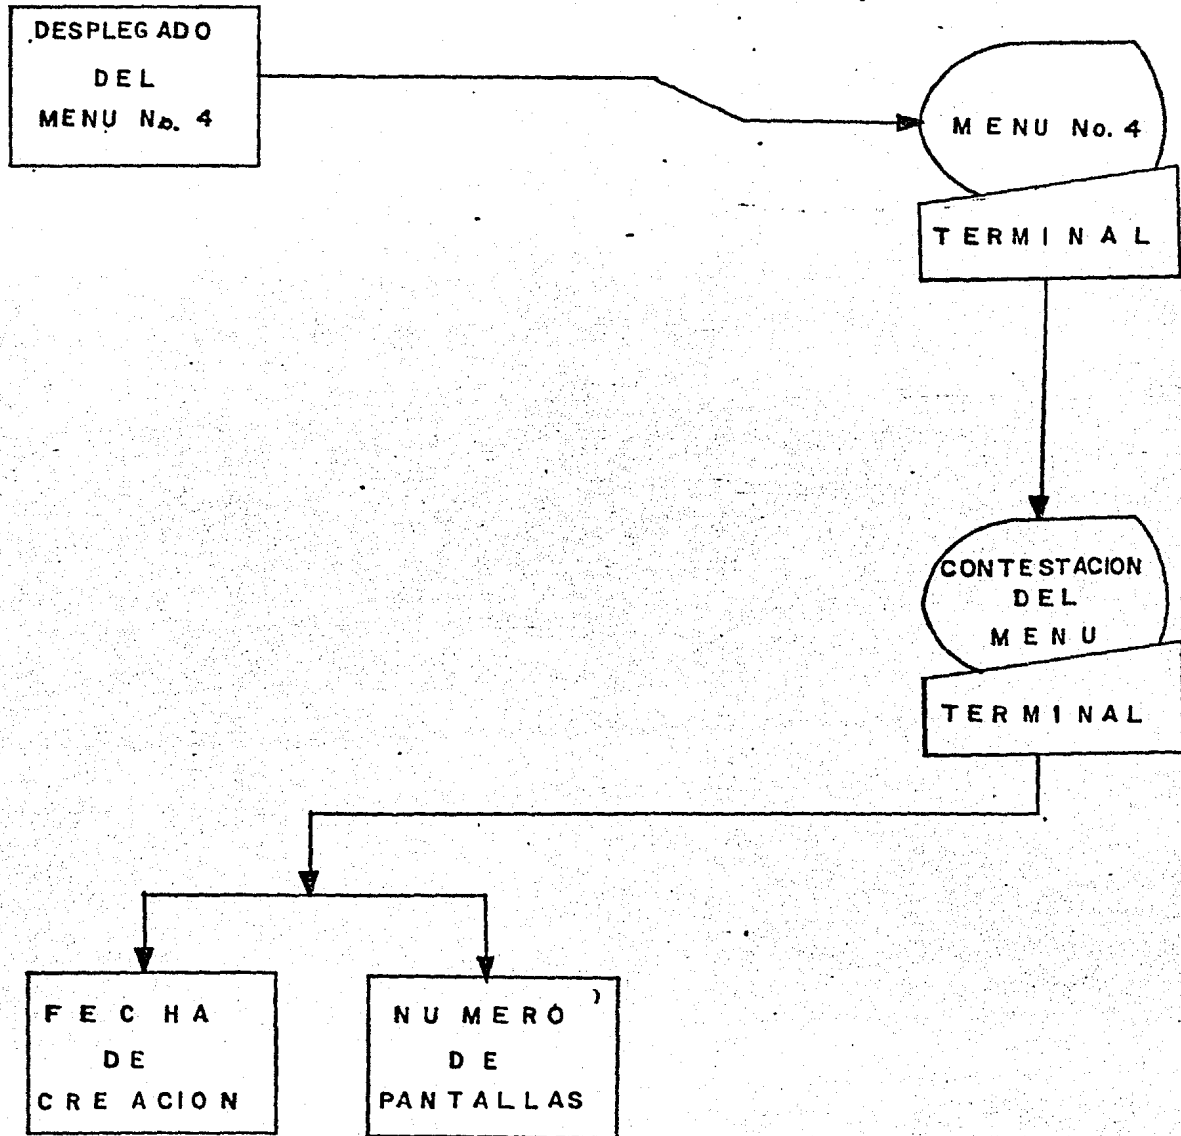 DESPLEGADO
DEL
MENU No. 4
MENU No. 4
TERMINAL
CONTESTACION
DEL
MENU
TERMINAL
FECHA
DE
CREACION
NUMERO
DE
PANTALLAS